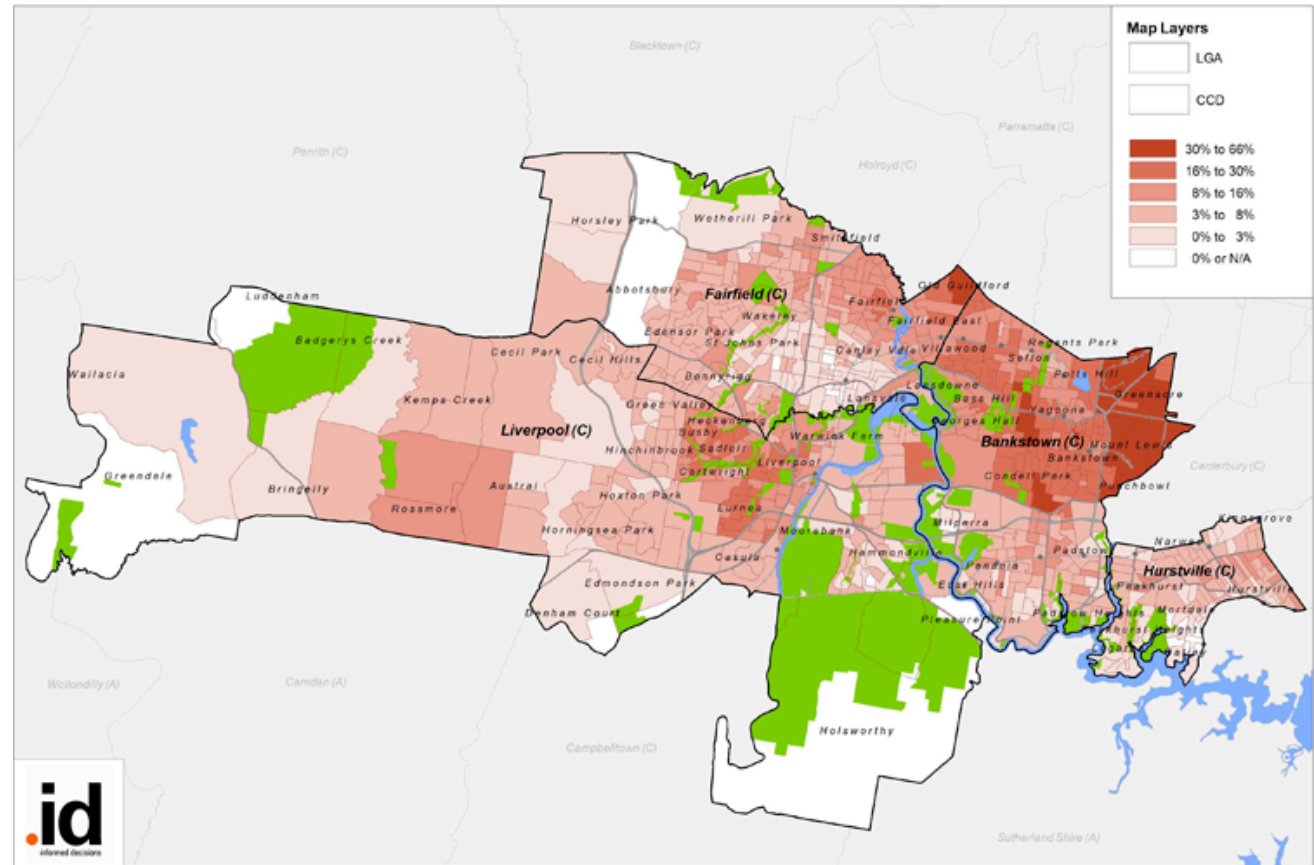 Blacktown (C)
Map Layers
LGA
CCD
Parramatta (C)
30% to 66%
16% to 30%
8% to 16%
3% to 8%
0% to 3%
0% or N/A
Penrith (C)
Holroyd (C)
Horsley Park
Wetherill Park
Smithfield
Luddenham
Abbotsbury
Fairfield (C)
Fairfield
Old Guildford
Wakeley
Fairfield East
Badgerys Creek
Edensor Park
St Johns Park
Canley Vale
Villawood
Regents Park
Sefton
Cecil Park
Cecil Hills
Potts Hill
Wallacia
Bonnyrigg
Lansdowne
Greenacre
Kemps Creek
Green Valley
Lansvale
Bass Hill
Yagoona
Heckenberg
Busby
Georges Hall
Liverpool (C)
Warwick Farm
Bankstown (C)
Mount Lewis
Hinchinbrook
Sadleir
Liverpool
Bankstown
Canterbury (C)
Greendale
Cartwright
Condell Park
Bringelly
Austral
Hoxton Park
Punchbowl
Rossmore
Lurnea
Kingsgrove
Horningsea Park
Moorebank
Milperra
Narwee
Casula
Hammondville
Padstow
Hurstville (C)
Edmondson Park
Panania
Peakhurst
Hurstville
East Hills
Denham Court
Padstow Heights
Mortdale
Pleasure Point
Wollondilly (A)
Camden (A)
Campbelltown (C)
Holsworthy
.id
informed decisions
Sutherland Shire (A)